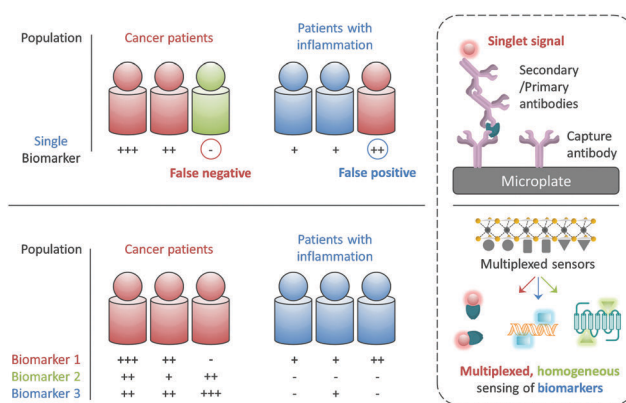 Population
Cancer patients
Patients with
inflammation
Single
Biomarker
+++ ++ -
+ + ++
False negative
False positive
Singlet signal
Secondary
/Primary
antibodies
Capture
antibody
Microplate
Population
Cancer patients
Patients with
inflammation
Biomarker 1 +++ ++ - + + ++
Biomarker 2 ++ + ++ - - -
Biomarker 3 ++ ++ +++ - + -
Multiplexed sensors
Multiplexed, homogeneous
sensing of biomarkers